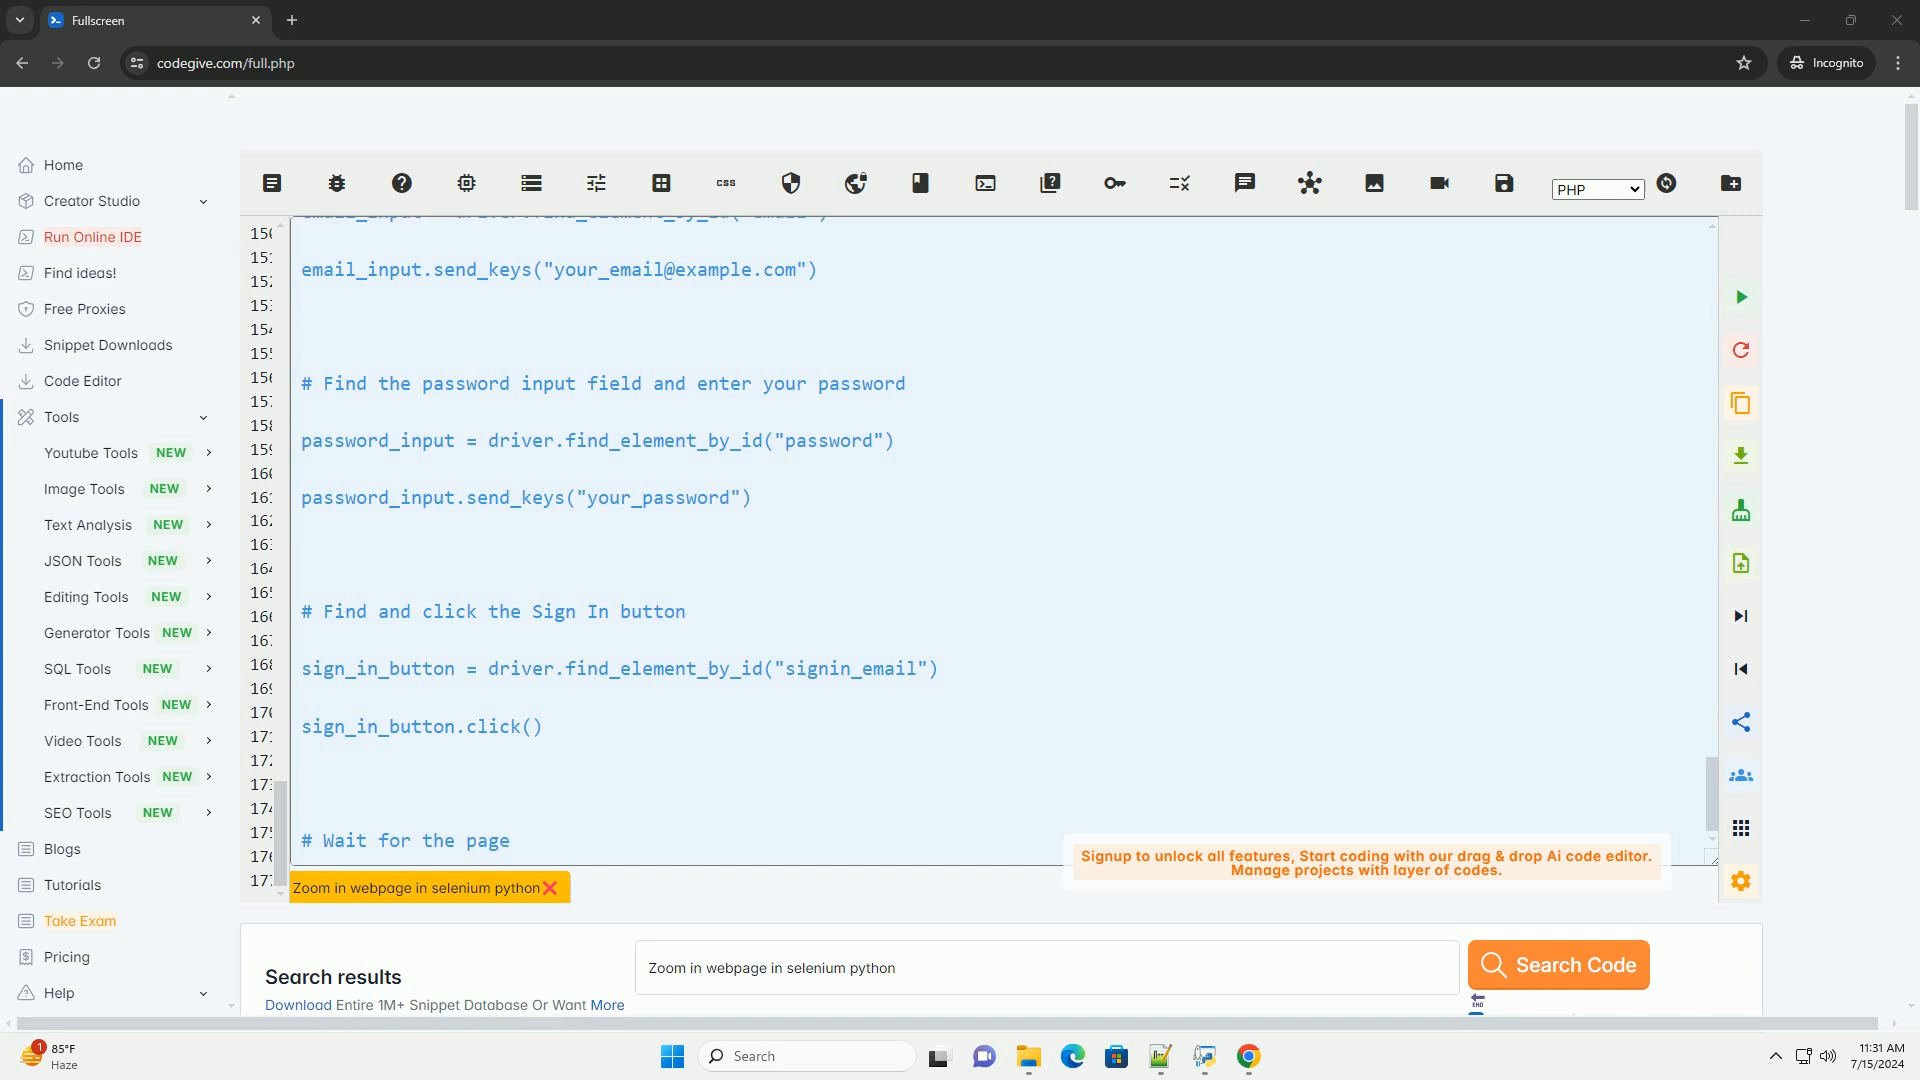 Fullscreen
codegive.com/full.php
Incognito
Home
Creator Studio
Run Online IDE
Find ideas!
Free Proxies
Snippet Downloads
Code Editor
Tools
Youtube Tools NEW
Image Tools NEW
Text Analysis NEW
JSON Tools NEW
Editing Tools NEW
Generator Tools NEW
SQL Tools NEW
Front-End Tools NEW
Video Tools NEW
Extraction Tools NEW
SEO Tools NEW
Blogs
Tutorials
Take Exam
Pricing
Help
css
PHP
email_input.send_keys("your_email@example.com")
# Find the password input field and enter your password
password_input = driver.find_element_by_id("password")
password_input.send_keys("your_password")
# Find and click the Sign In button
sign_in_button = driver.find_element_by_id("signin_email")
sign_in_button.click()
# Wait for the page
Signup to unlock all features, Start coding with our drag & drop Ai code editor.
Manage projects with layer of codes.
Zoom in webpage in selenium python
Search results
Download Entire 1M+ Snippet Database Or Want More
Zoom in webpage in selenium python
Search Code
END
1
85°F
Haze
Search
11:31 AM
7/15/2024